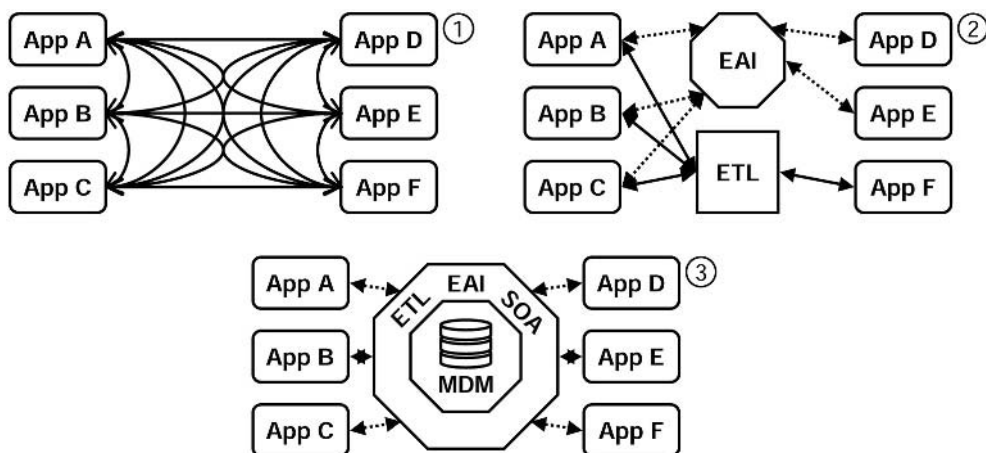 App A
App D
1
App B
App E
App C
App F
App A
EAI
App D
2
App B
App E
App C
ETL
App F
App A
ETL
EAI
SOA
App D
3
App B
MDM
App E
App C
App F